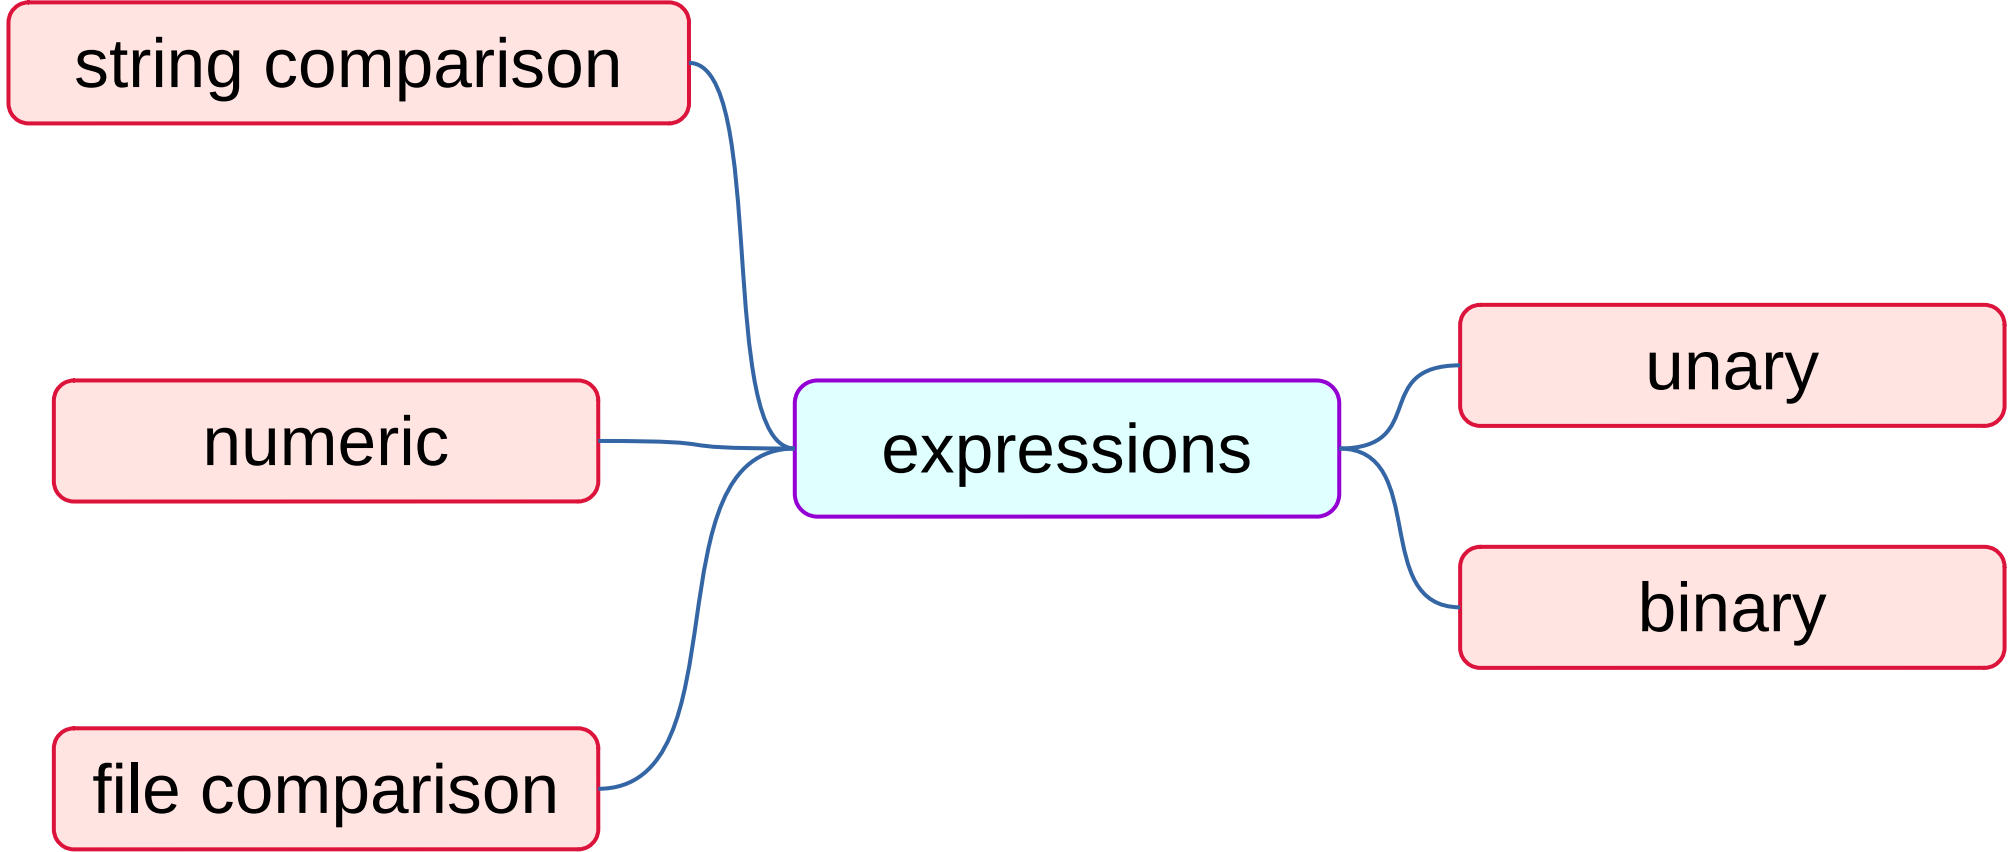 string comparison
numeric
file comparison
expressions
unary
binary